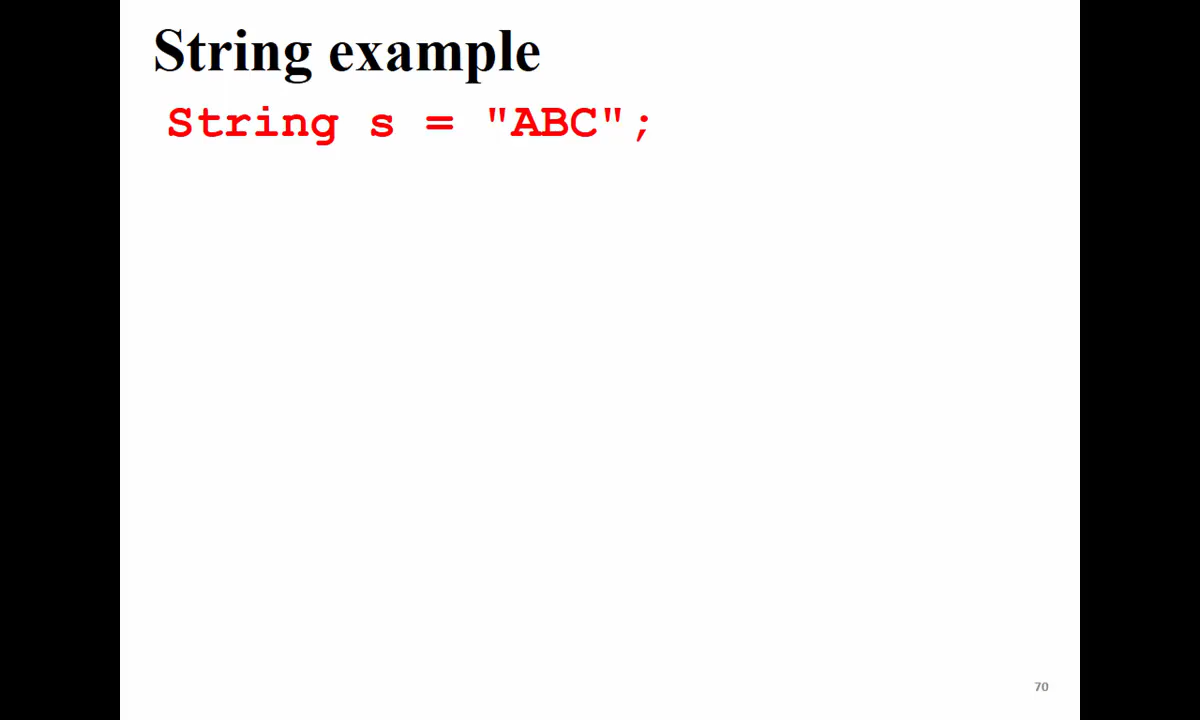 String example
String s = "ABC";
70